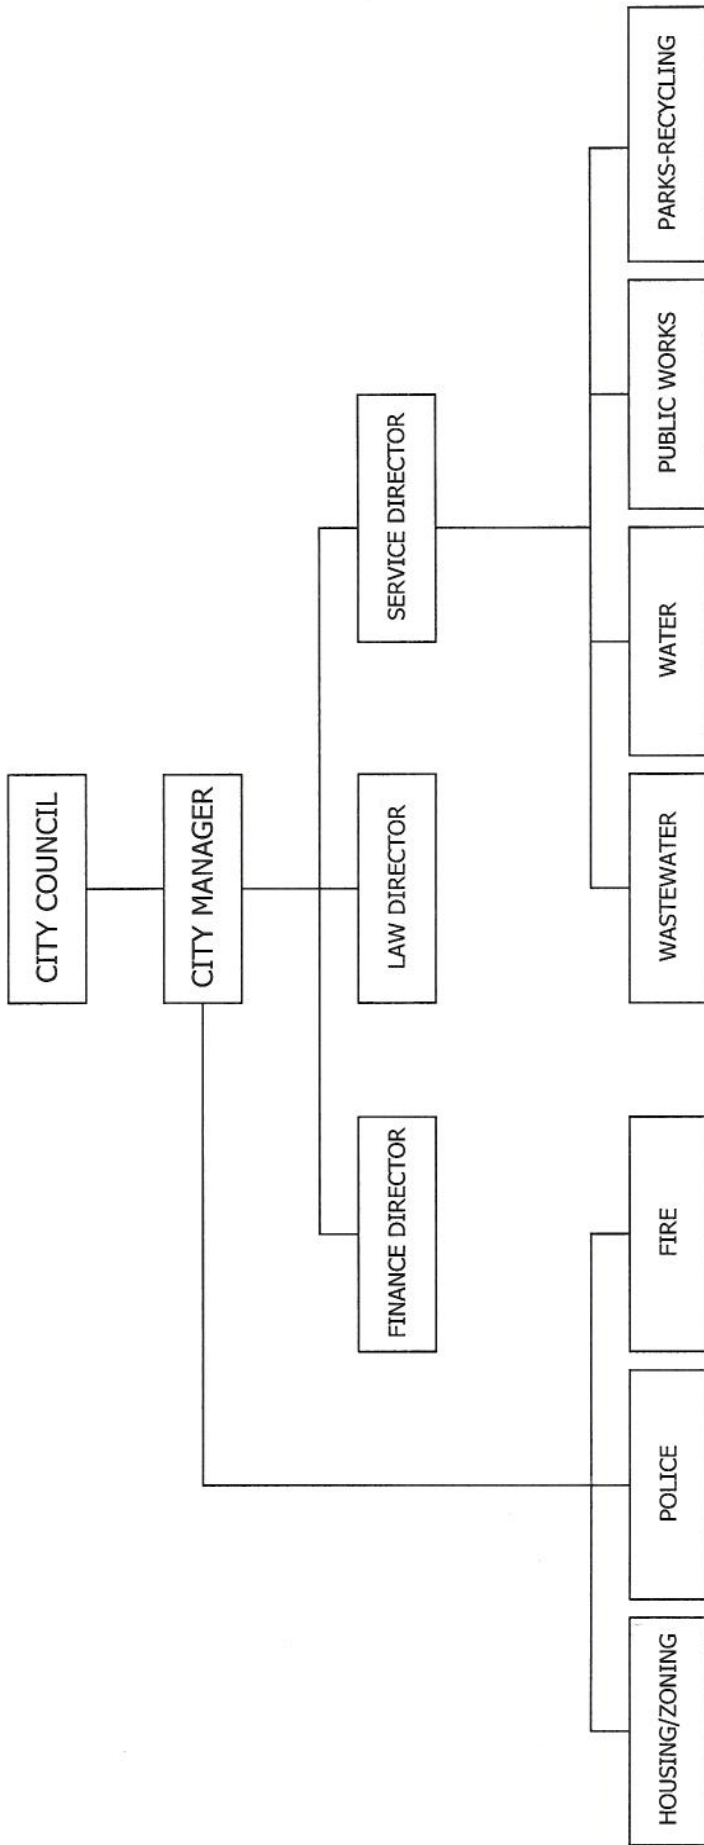 CITY COUNCIL
CITY MANAGER
FINANCE DIRECTOR
LAW DIRECTOR
SERVICE DIRECTOR
HOUSING/ZONING
POLICE
FIRE
WASTEWATER
WATER
PUBLIC WORKS
PARKS-RECYCLING